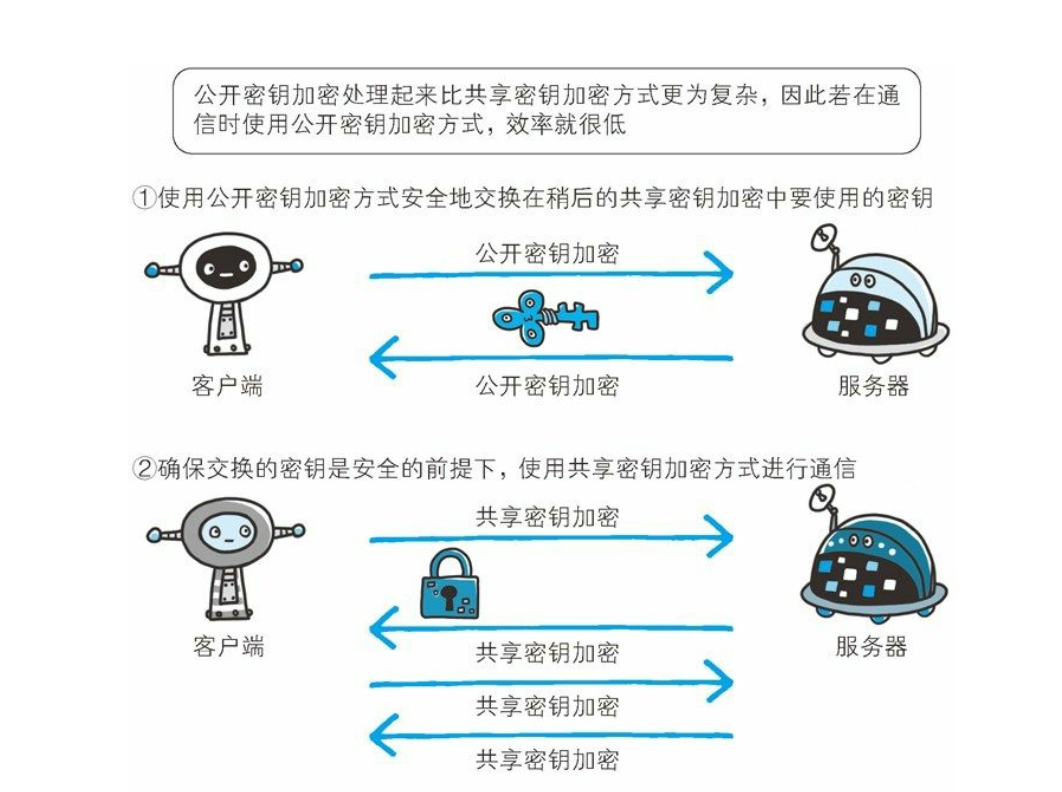 公开密钥加密处理起来比共享密钥加密方式更为复杂，因此若在通
信时使用公开密钥加密方式，效率就很低
①使用公开密钥加密方式安全地交换在稍后的共享密钥加密中要使用的密钥
公开密钥加密
公开密钥加密
客户端
服务器
②确保交换的密钥是安全的前提下，使用共享密钥加密方式进行通信
共享密钥加密
客户端
服务器
共享密钥加密
共享密钥加密
共享密钥加密